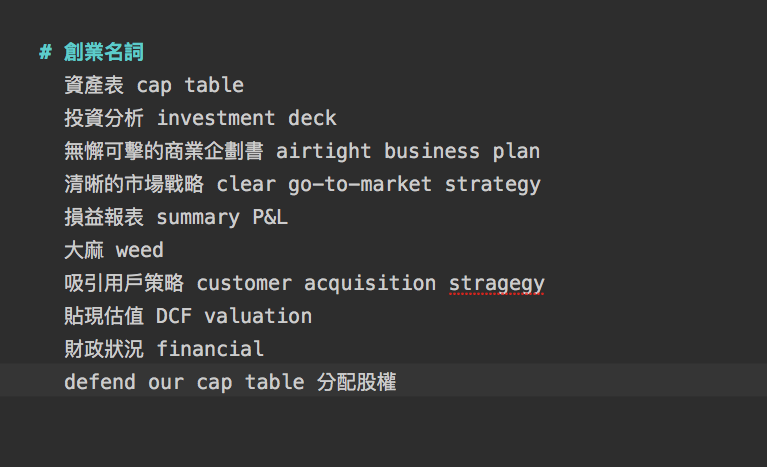 # 創業名詞
資產表 cap table
投資分析 investment deck
無懈可擊的商業企劃書 airtight business plan
清晰的市場戰略 clear go-to-market strategy
損益報表 summary P&L
大麻 weed
吸引用戶策略 customer acquisition stragegy
貼現估值 DCF valuation
財政狀況 financial
defend our cap table 分配股權